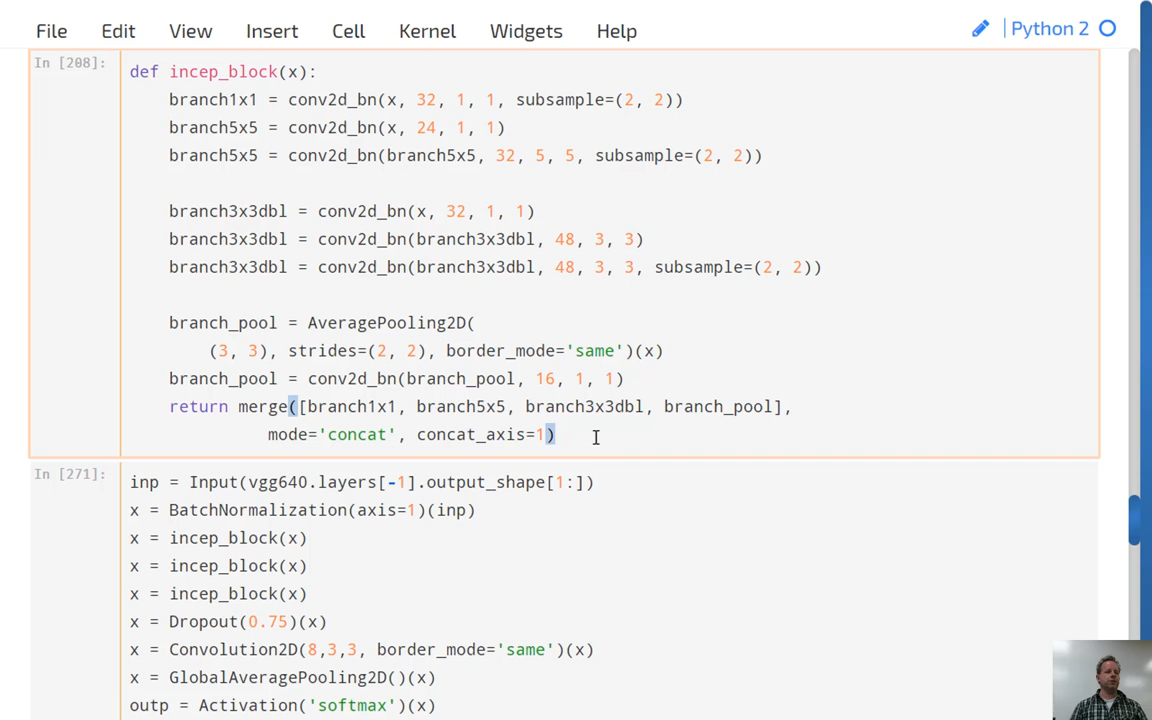 File Edit View Insert Cell Kernel Widgets Help Python 2
In [208]:
def incep_block(x):
branch1x1 = conv2d_bn(x, 32, 1, 1, subsample=(2, 2))
branch5x5 = conv2d_bn(x, 24, 1, 1)
branch5x5 = conv2d_bn(branch5x5, 32, 5, 5, subsample=(2, 2))
branch3x3dbl = conv2d_bn(x, 32, 1, 1)
branch3x3dbl = conv2d_bn(branch3x3dbl, 48, 3, 3)
branch3x3dbl = conv2d_bn(branch3x3dbl, 48, 3, 3, subsample=(2, 2))
branch_pool = AveragePooling2D(
(3, 3), strides=(2, 2), border_mode='same')(x)
branch_pool = conv2d_bn(branch_pool, 16, 1, 1)
return merge([branch1x1, branch5x5, branch3x3dbl, branch_pool],
mode='concat', concat_axis=1)
In [271]:
inp = Input(vgg640.layers[-1].output_shape[1:])
x = BatchNormalization(axis=1)(inp)
x = incep_block(x)
x = incep_block(x)
x = incep_block(x)
x = Dropout(0.75)(x)
x = Convolution2D(8,3,3, border_mode='same')(x)
x = GlobalAveragePooling2D()(x)
outp = Activation('softmax')(x)